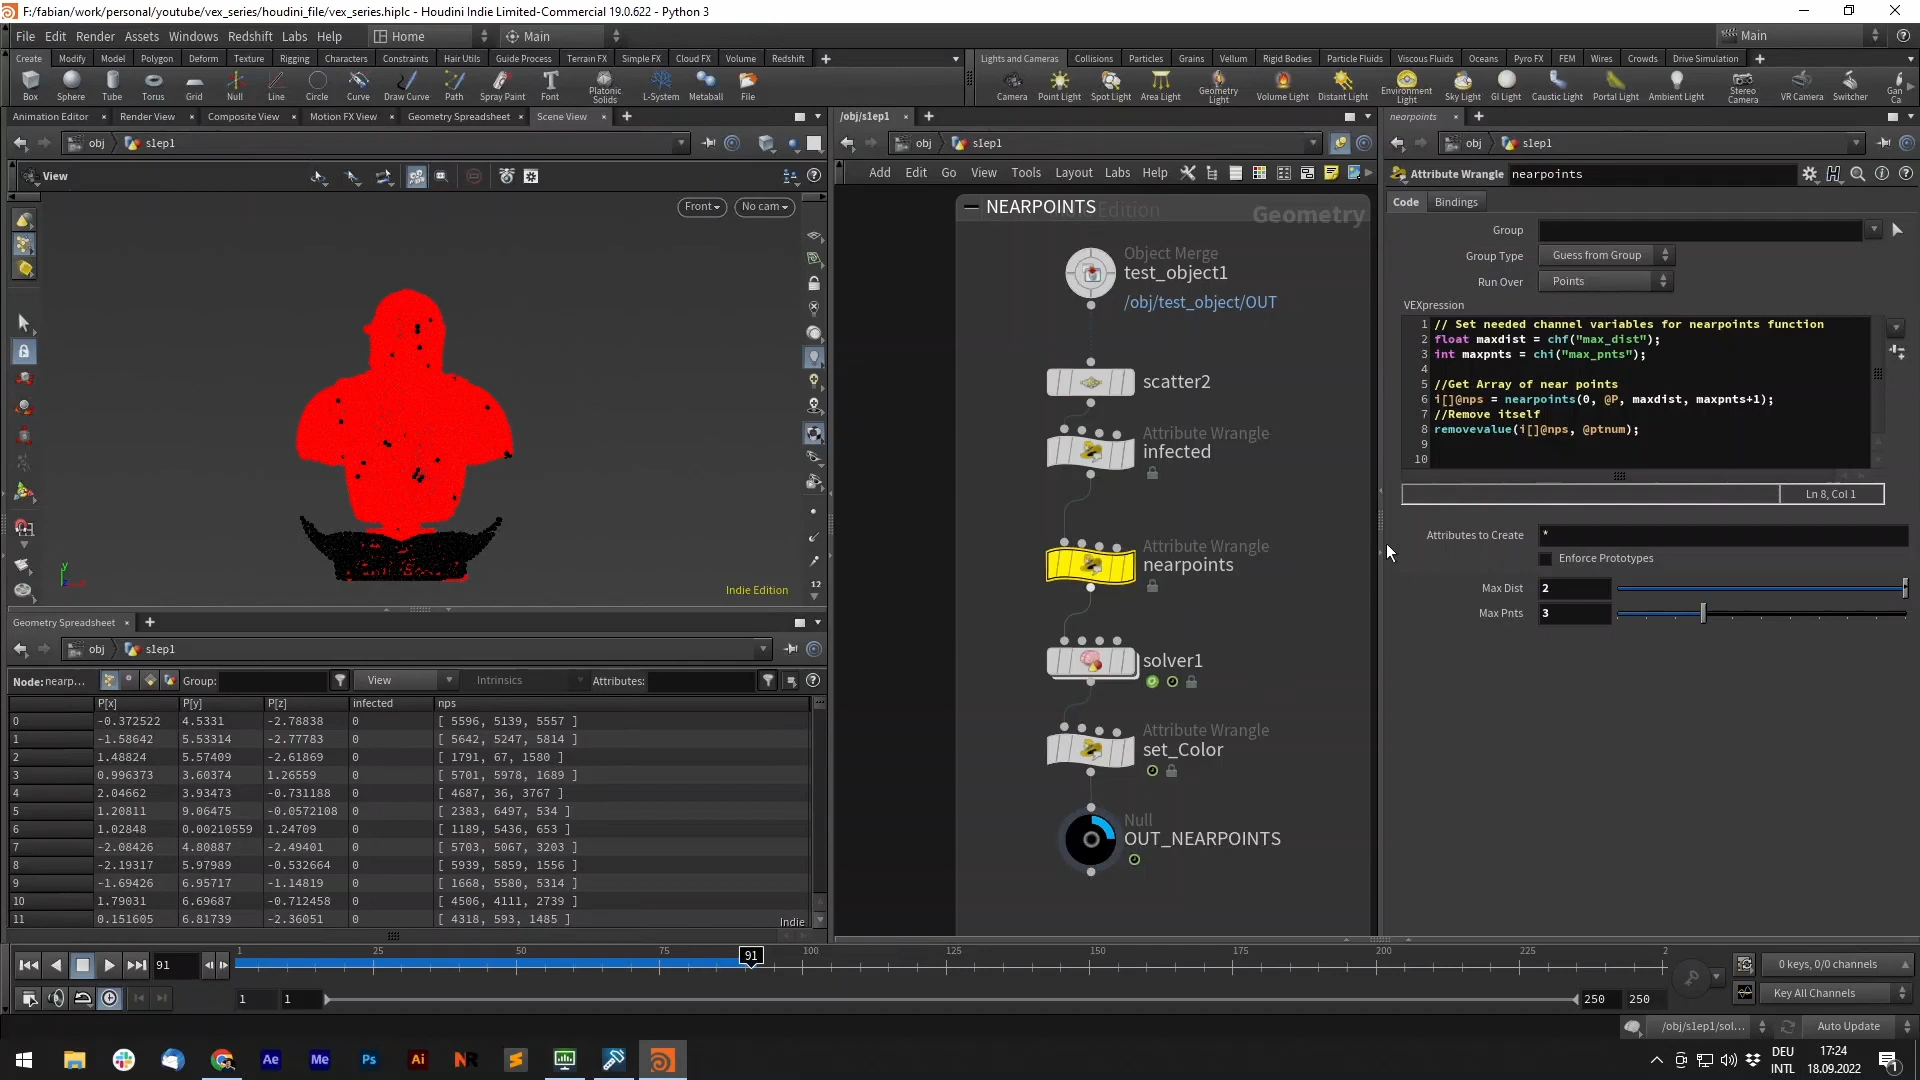 F:/fabian/work/personal/youtube/vex_series/houdini_file/vex_series.hiplc - Houdini Indie Limited-Commercial 19.0.622 - Python 3
File Edit Render Assets Windows Redshift Labs Help Home Main Main
Create Modify Model Polygon Deform Texture Rigging Characters Constraints Hair Utils Guide Process Terrain FX Simple FX Cloud FX Volume Redshift
Lights and Cameras Collisions Particles Grains Vellum Rigid Bodies Particle Fluids Viscous Fluids Oceans Pyro FX FEM Wires Crowds Drive Simulation
Box Sphere Tube Torus Grid Null Line Circle Curve Draw Curve Path Spray Paint Font Platonic Solids L-System Metaball File
Camera Point Light Spot Light Area Light Geometry Light Volume Light Distant Light Environment Light Sky Light GI Light Caustic Light Portal Light Ambient Light Stereo Camera VR Camera Switcher Gan Ca
Animation Editor Render View Composite View Motion FX View Geometry Spreadsheet Scene View
obj s1ep1
View
Front No cam
Indie Edition
/obj/s1ep1
obj s1ep1
Add Edit Go View Tools Layout Labs Help
NEARPOINTS Edition
Geometry
Object Merge
test_object1
/obj/test_object/OUT
scatter2
Attribute Wrangle
infected
Attribute Wrangle
nearpoints
solver1
Attribute Wrangle
set_Color
Null
OUT_NEARPOINTS
nearpoints
obj s1ep1
Attribute Wrangle nearpoints
Code Bindings
Group
Group Type Guess from Group
Run Over Points
VEXpression
1 // Set needed channel variables for nearpoints function
2 float maxdist = chf("max_dist");
3 int maxpnts = chi("max_pnts");
4
5 //Get Array of near points
6 i[]@nps = nearpoints(0, @P, maxdist, maxpnts+1);
7 //Remove itself
8 removevalue(i[]@nps, @ptnum);
9
10
Ln 8, Col 1
Attributes to Create *
Enforce Prototypes
Max Dist 2
Max Pnts 3
Geometry Spreadsheet
obj s1ep1
Node: nearp... Group: View Intrinsics Attributes:
P[x] P[y] P[z] infected nps
0 -0.372522 4.5331 -2.78838 0 [ 5596, 5139, 5557 ]
1 -1.58642 5.53314 -2.77783 0 [ 5642, 5247, 5814 ]
2 1.48824 5.57409 -2.61869 0 [ 1791, 67, 1580 ]
3 0.996373 3.60374 1.26559 0 [ 5701, 5978, 1689 ]
4 2.04662 3.93473 -0.731188 0 [ 4687, 36, 3767 ]
5 1.20811 9.06475 -0.0572108 0 [ 2383, 6497, 534 ]
6 1.02848 0.00210559 1.24709 0 [ 1189, 5436, 653 ]
7 -2.08426 4.80887 -2.49401 0 [ 5703, 5067, 3203 ]
8 -2.19317 5.97989 -0.532664 0 [ 5939, 5859, 1556 ]
9 -1.69426 6.95717 -1.14819 0 [ 1668, 5580, 5314 ]
10 1.79031 6.69687 -0.712458 0 [ 4506, 4111, 2739 ]
11 0.151605 6.81739 -2.36051 0 [ 4318, 593, 1485 ]
Indie
91 1 25 50 75 91 100 125 150 175 200 225 2
0 keys, 0/0 channels
1 1 250 250
Key All Channels
/obj/s1ep1/sol... Auto Update
Ae Me Ps Ai NR
DEU INTL
17:24
18.09.2022
1